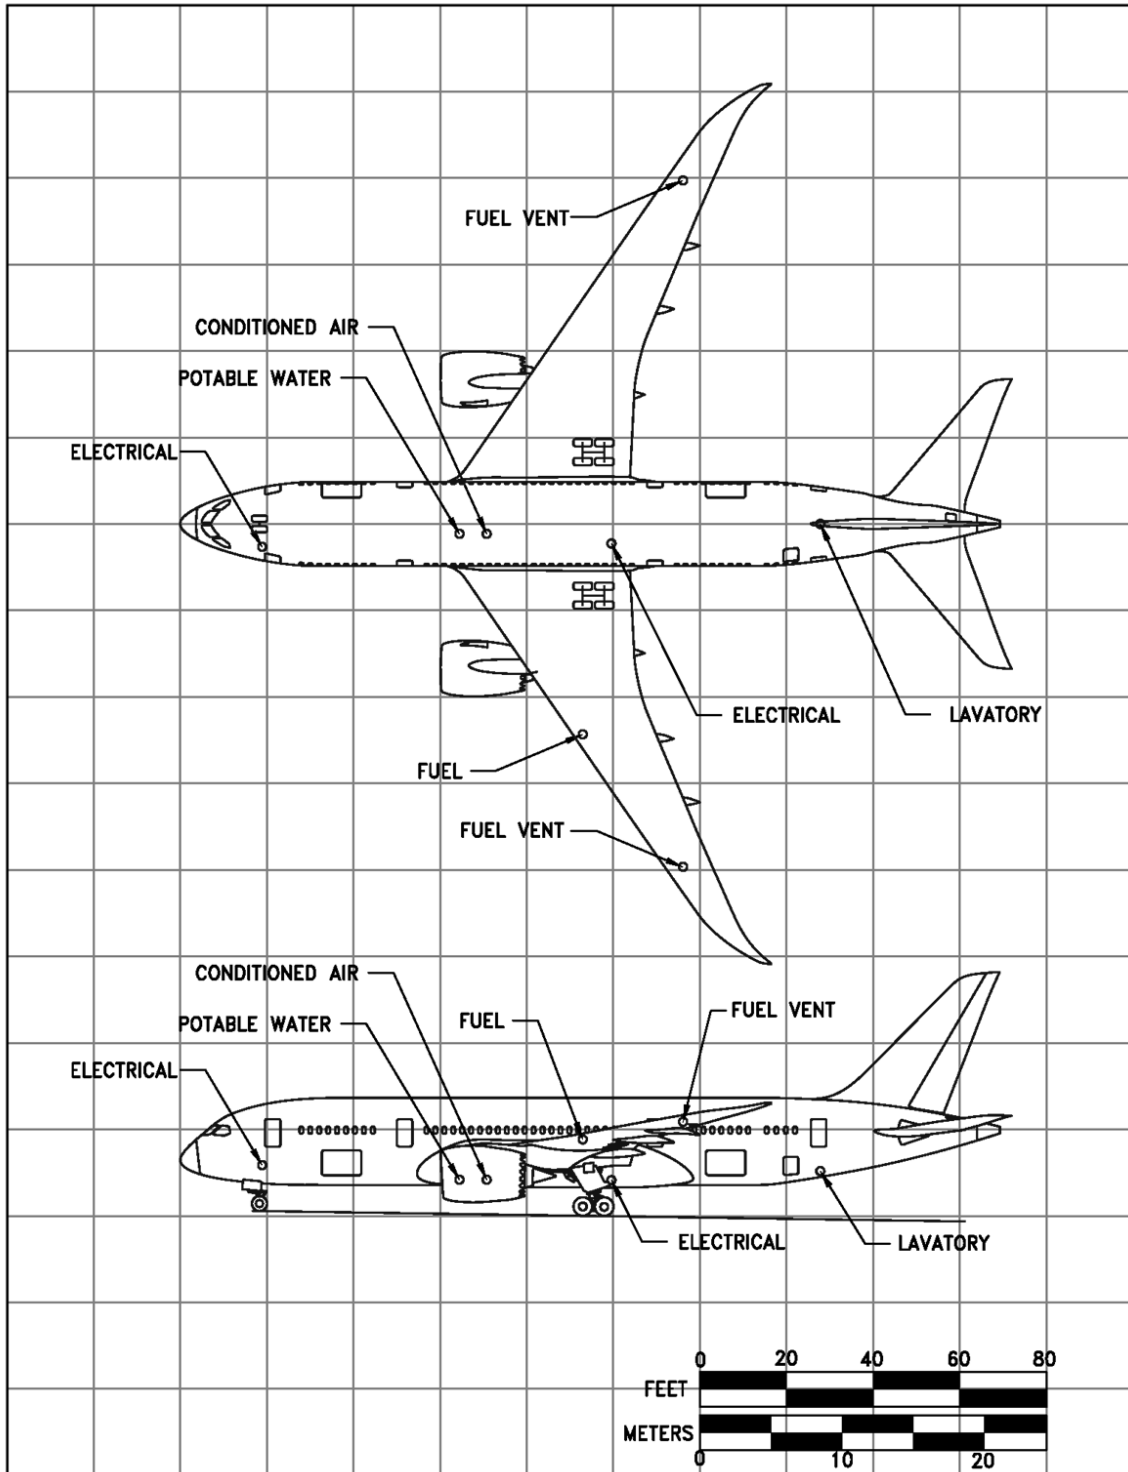 FUEL VENT
CONDITIONED AIR
POTABLE WATER
ELECTRICAL
ELECTRICAL
LAVATORY
FUEL
FUEL VENT
CONDITIONED AIR
POTABLE WATER
FUEL
FUEL VENT
ELECTRICAL
ELECTRICAL
LAVATORY
0 20 40 60 80
FEET
METERS
0 10 20